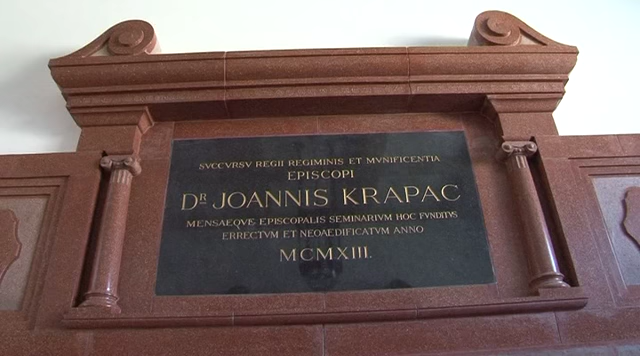 SVCCVRSV REGII REGIMINIS ET MVNIFICENTIA
EPISCOPI
DR JOANNIS KRAPAC
MENSAEQVE EPISCOPALIS SEMINARIVM HOC FVNDITVS
ERRECTVM ET NEOAEDIFICATVM ANNO
MCMXIII.